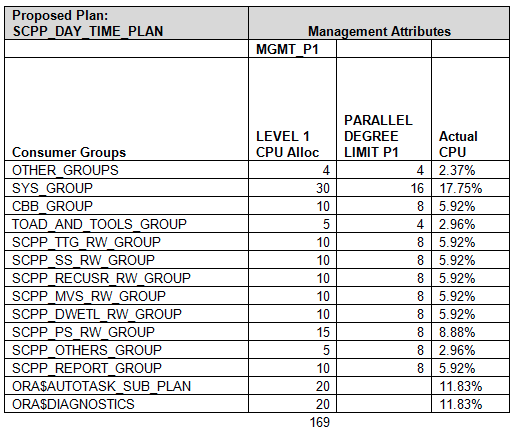 Proposed Plan:
SCPP_DAY_TIME_PLAN Management Attributes
MGMT_P1
Consumer Groups LEVEL 1 CPU Alloc PARALLEL DEGREE LIMIT P1 Actual CPU
OTHER_GROUPS 4 4 2.37%
SYS_GROUP 30 16 17.75%
CBB_GROUP 10 8 5.92%
TOAD_AND_TOOLS_GROUP 5 4 2.96%
SCPP_TTG_RW_GROUP 10 8 5.92%
SCPP_SS_RW_GROUP 10 8 5.92%
SCPP_RECUSR_RW_GROUP 10 8 5.92%
SCPP_MVS_RW_GROUP 10 8 5.92%
SCPP_DWETL_RW_GROUP 10 8 5.92%
SCPP_PS_RW_GROUP 15 8 8.88%
SCPP_OTHERS_GROUP 5 8 2.96%
SCPP_REPORT_GROUP 10 8 5.92%
ORA$AUTOTASK_SUB_PLAN 20 11.83%
ORA$DIAGNOSTICS 20 11.83%
169